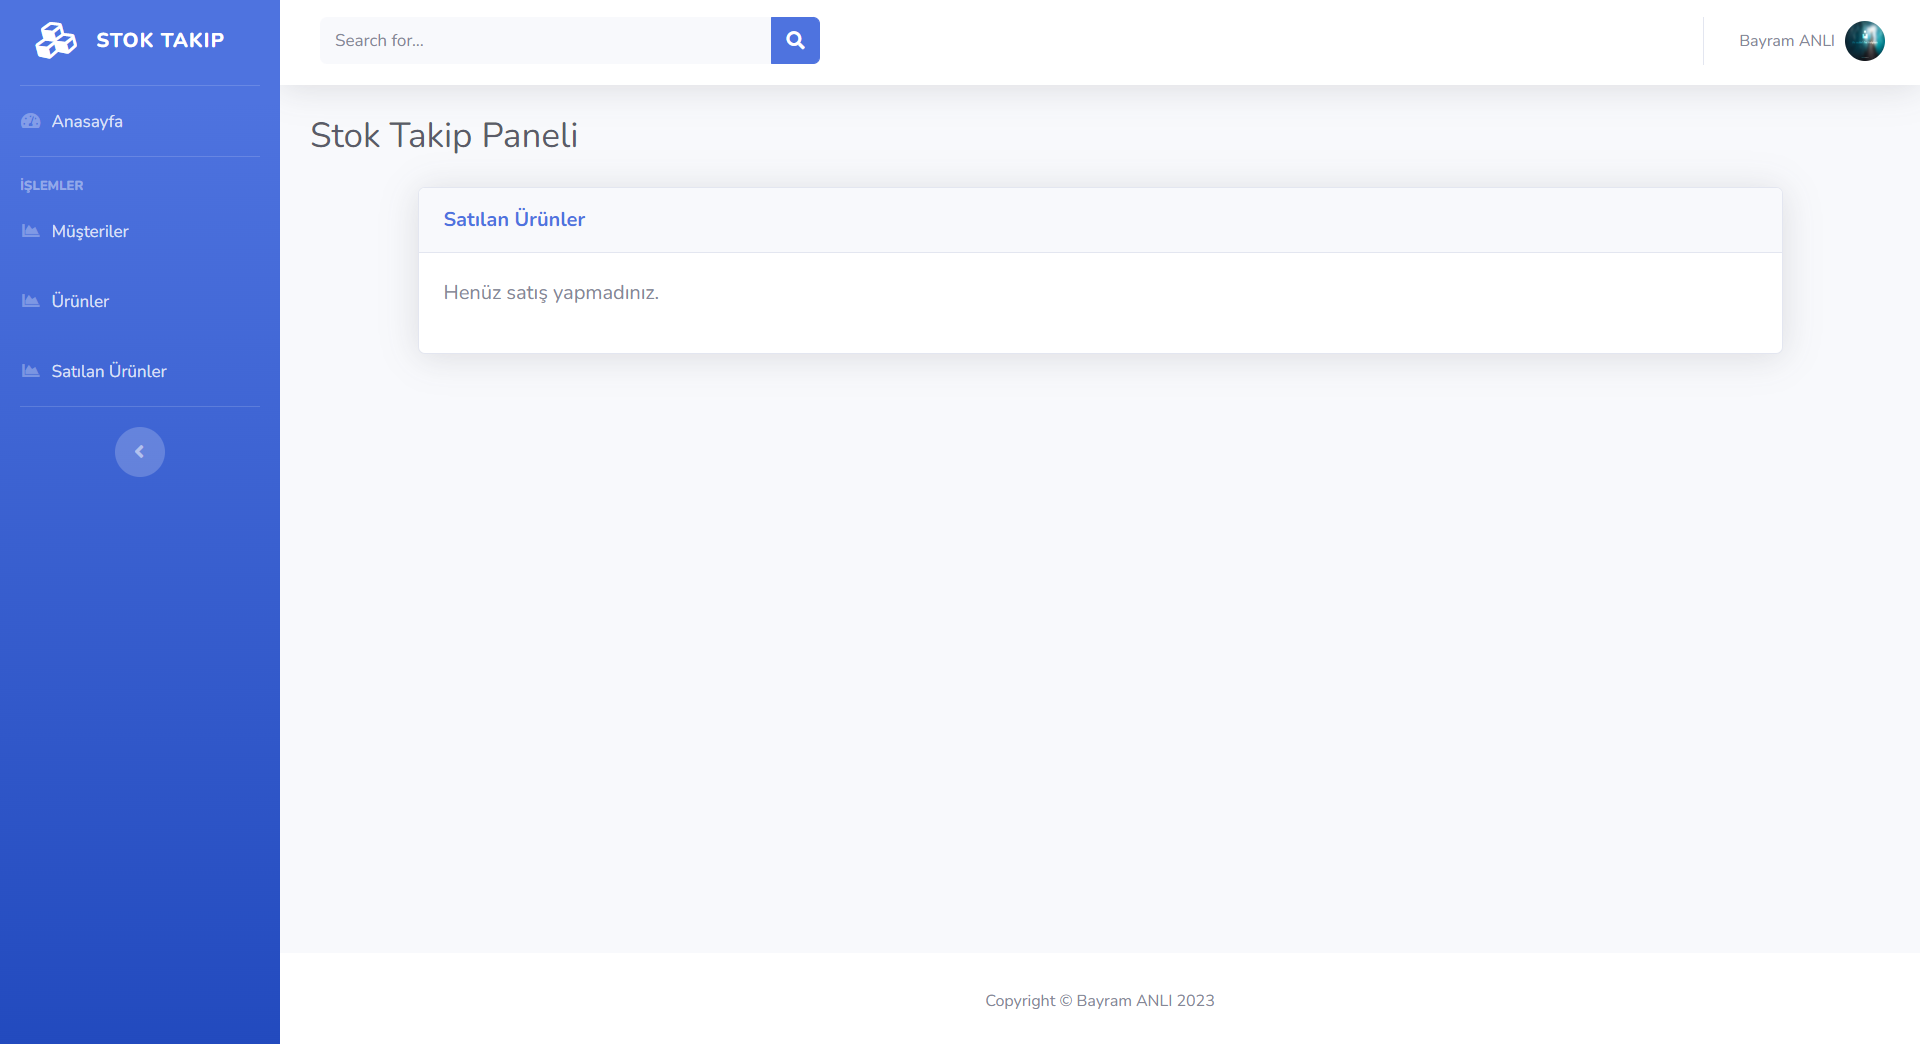 STOK TAKIP
Anasayfa
İŞLEMLER
Müşteriler
Ürünler
Satılan Ürünler
Search for...
Bayram ANLI
Stok Takip Paneli
Satılan Ürünler
Henüz satış yapmadınız.
Copyright © Bayram ANLI 2023